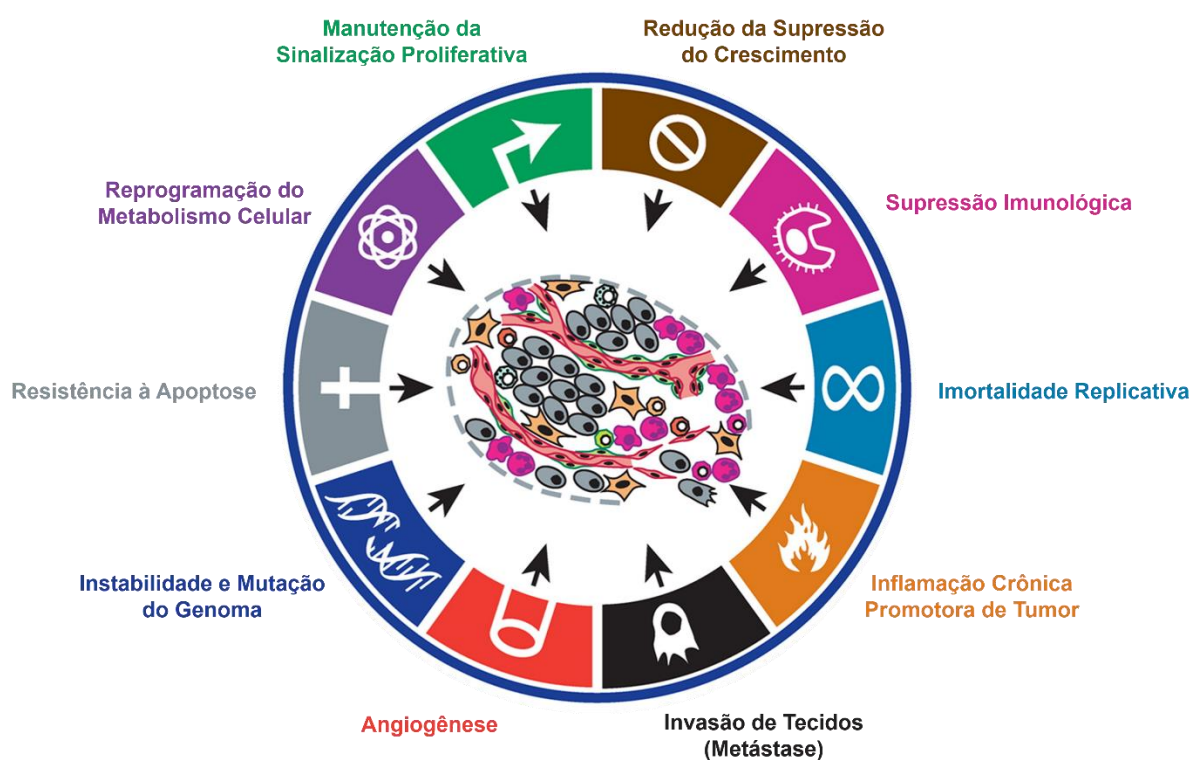 Manutenção da
Sinalização Proliferativa
Redução da Supressão
do Crescimento
Reprogramação do
Metabolismo Celular
Supressão Imunológica
Resistência à Apoptose
Imortalidade Replicativa
Instabilidade e Mutação
do Genoma
Inflamação Crônica
Promotora de Tumor
Angiogênese
Invasão de Tecidos
(Metástase)